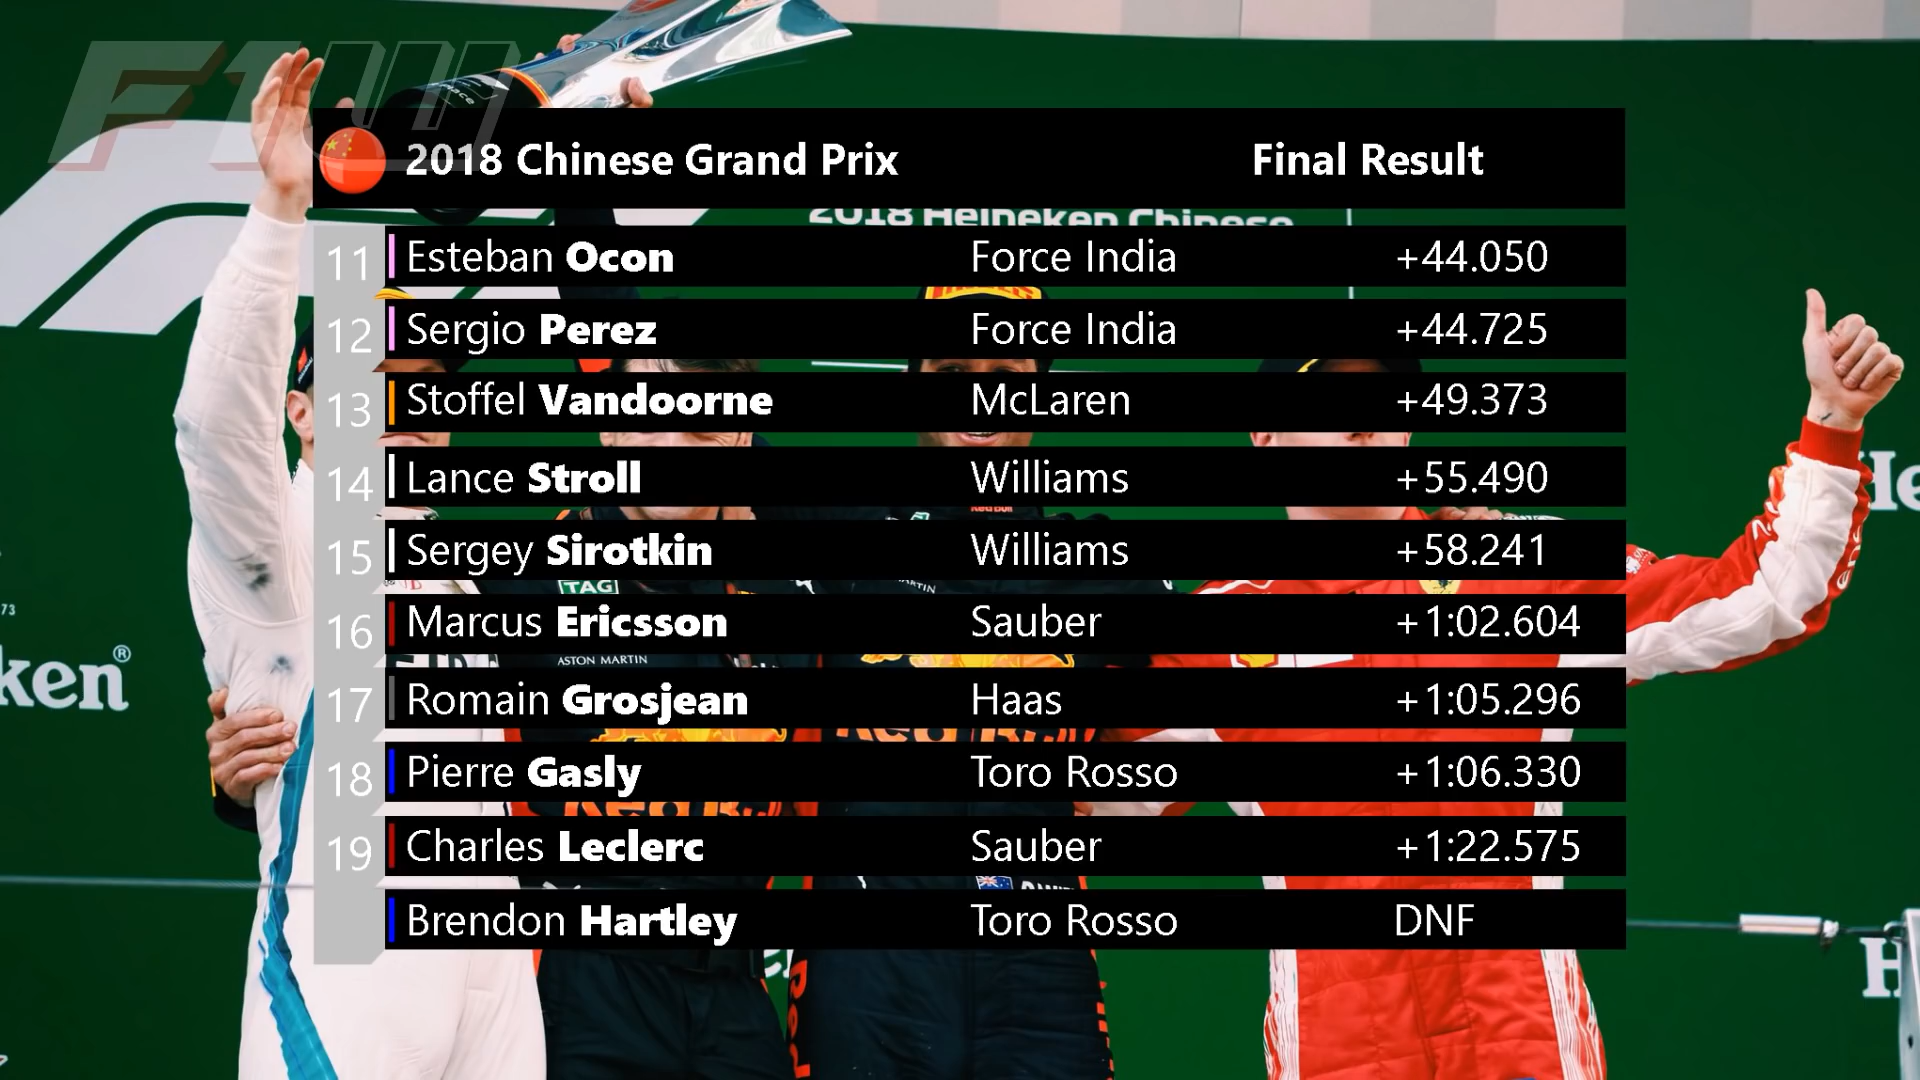 F1
2018 Chinese Grand Prix Final Result
2018 Heineken Chinese
11 Esteban Ocon Force India +44.050
12 Sergio Perez Force India +44.725
13 Stoffel Vandoorne McLaren +49.373
14 Lance Stroll Williams +55.490
Red Bull
15 Sergey Sirotkin Williams +58.241
TAG
16 Marcus Ericsson Sauber +1:02.604
ASTON MARTIN
ken®
17 Romain Grosjean Haas +1:05.296
18 Pierre Gasly Toro Rosso +1:06.330
19 Charles Leclerc Sauber +1:22.575
Brendon Hartley Toro Rosso DNF